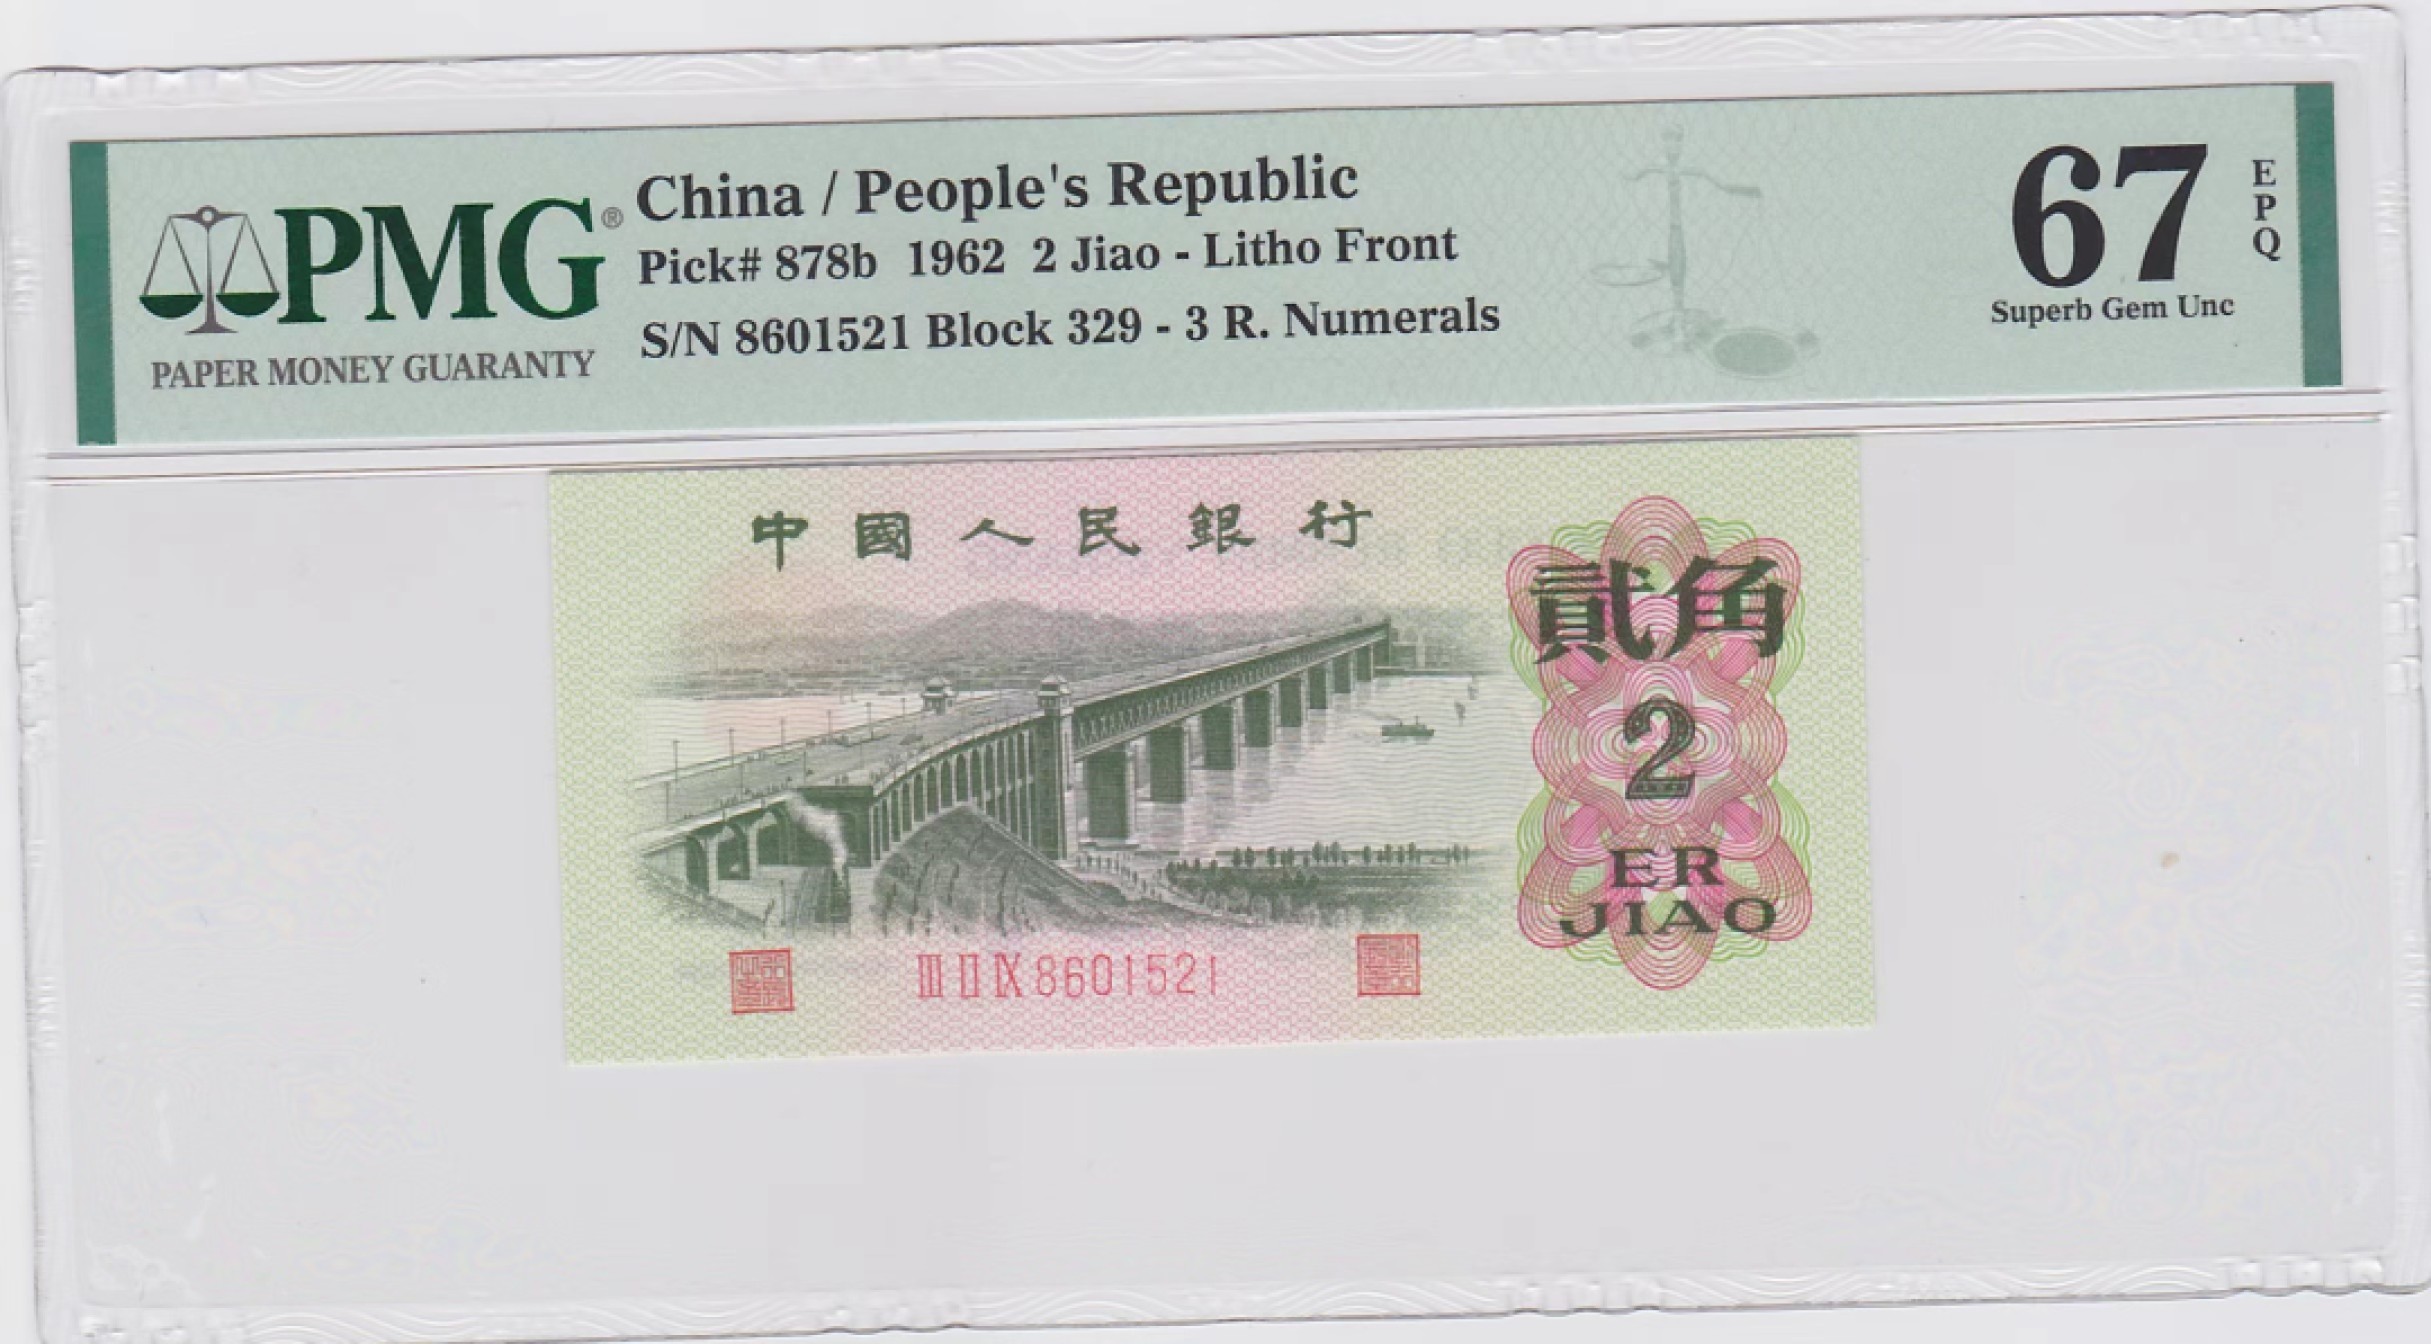 PMG®
PAPER MONEY GUARANTY
China / People's Republic
Pick# 878b 1962 2 Jiao - Litho Front
S/N 8601521 Block 329 - 3 R. Numerals
67
EPQ
Superb Gem Unc
中國人民銀行
貳角
2
ER
JIAO
III II IX 8601521